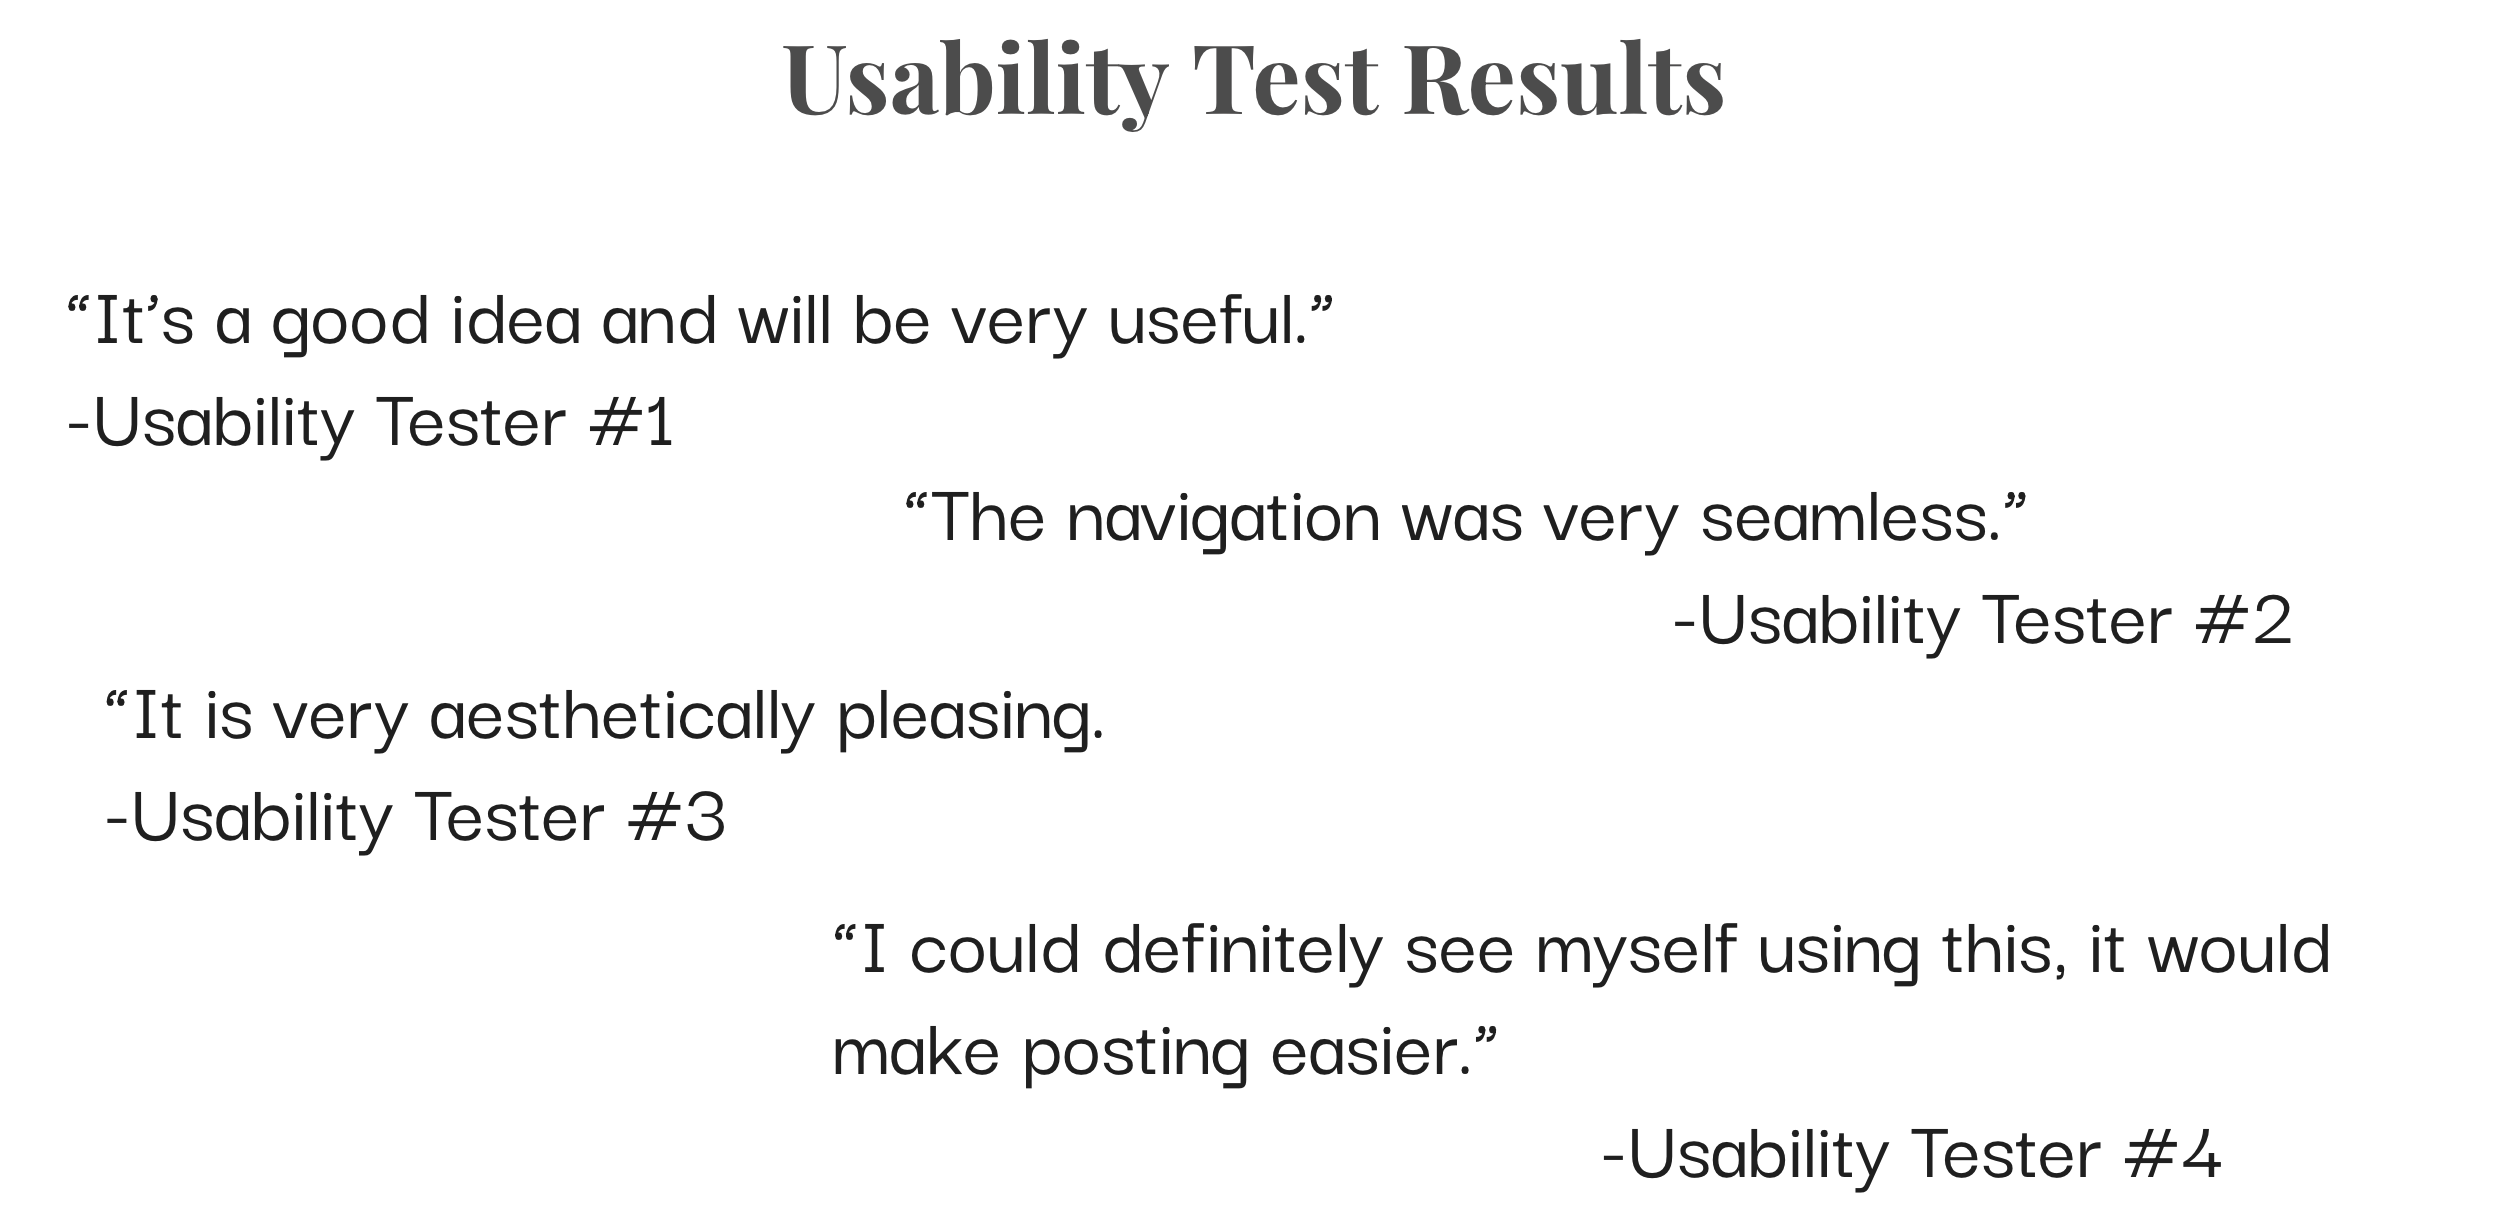 Usability Test Results
“It’s a good idea and will be very useful.”
-Usability Tester #1
“The navigation was very seamless.”
-Usability Tester #2
“It is very aesthetically pleasing.
-Usability Tester #3
“I could definitely see myself using this, it would
make posting easier.”
-Usability Tester #4